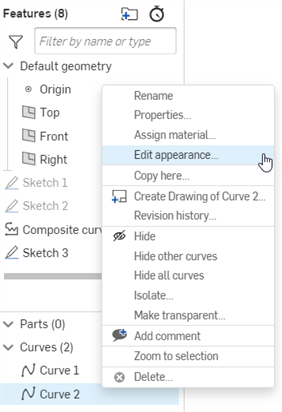 Features (8)
Filter by name or type
Default geometry
Origin
Top
Front
Right
Sketch 1
Sketch 2
Composite curv
Sketch 3
Parts (0)
Curves (2)
Curve 1
Curve 2
Rename
Properties...
Assign material...
Edit appearance...
Copy here...
Create Drawing of Curve 2...
Revision history...
Hide
Hide other curves
Hide all curves
Isolate...
Make transparent...
Add comment
Zoom to selection
Delete...